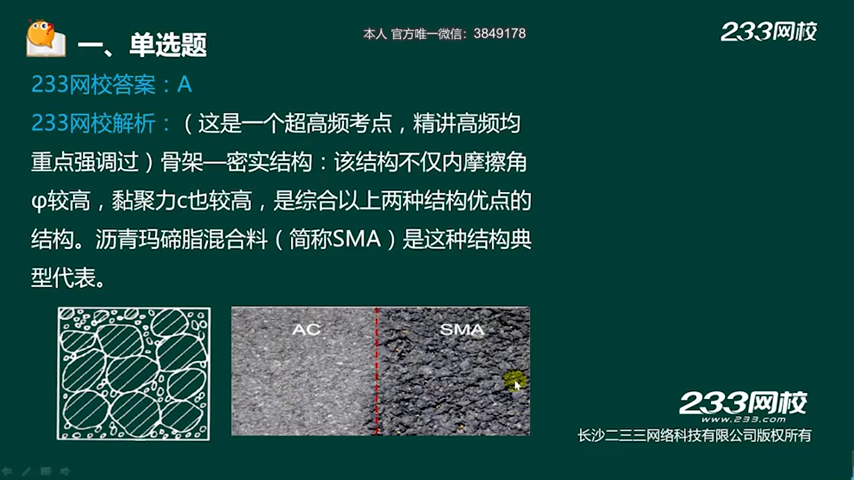 本人 官方唯一微信：3849178
233网校
一、单选题
233网校答案：A
233网校解析：（这是一个超高频考点，精讲高频均
重点强调过）骨架—密实结构：该结构不仅内摩擦角
φ较高，黏聚力c也较高，是综合以上两种结构优点的
结构。沥青玛碲脂混合料（简称SMA）是这种结构典
型代表。
AC
SMA
233网校
www.233.com
长沙二三三网络科技有限公司版权所有